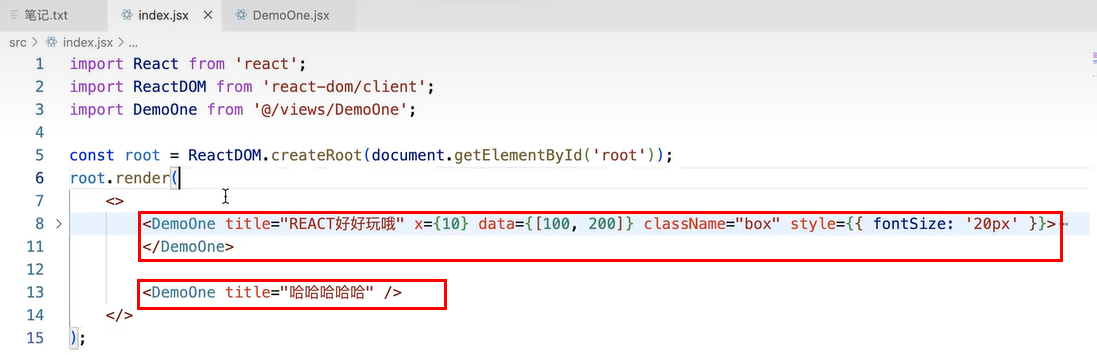 笔记.txt index.jsx × DemoOne.jsx
src > index.jsx > ...
1 import React from 'react';
2 import ReactDOM from 'react-dom/client';
3 import DemoOne from '@/views/DemoOne';
4
5 const root = ReactDOM.createRoot(document.getElementById('root'));
6 root.render(
7 <>
8 > <DemoOne title="REACT好好玩哦" x={10} data={[100, 200]} className="box" style={{ fontSize: '20px' }}>⋯
11 </DemoOne>
12
13 <DemoOne title="哈哈哈哈哈" />
14 </>
15 );